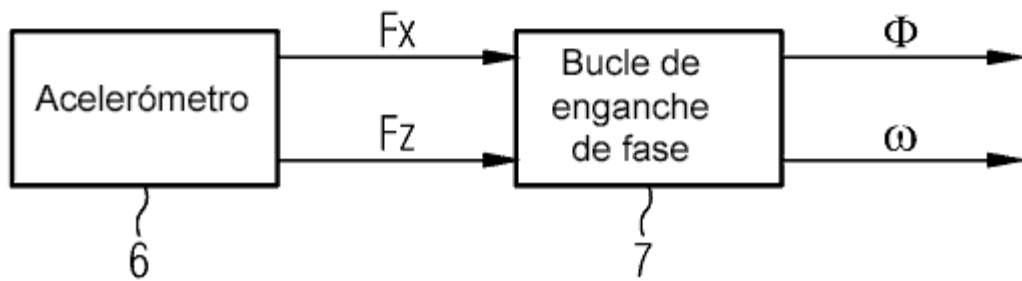 Acelerómetro
Fx
Fz
Bucle de
enganche
de fase
Φ
ω
6
7